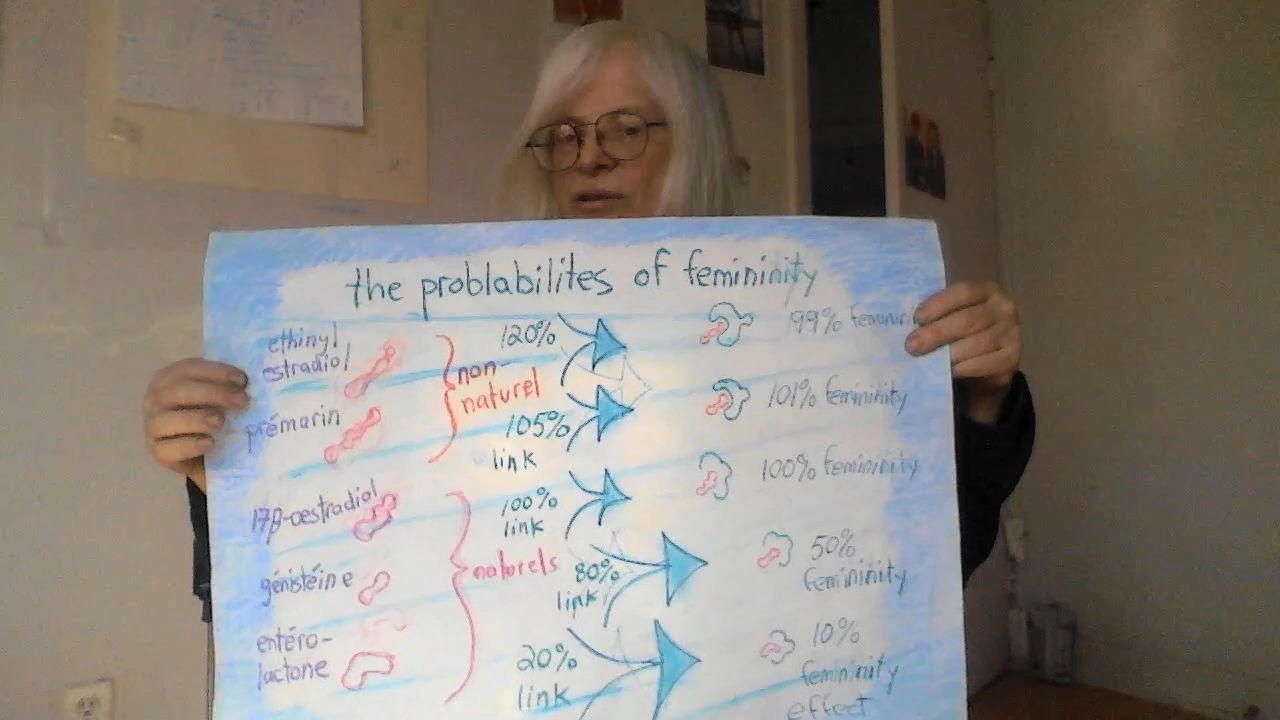 the problabilites of femininity
ethinyl
estradiol
120%
99% feminini
non-
naturel
prémarin
105%
link
101% femininity
17β-oestradiol
100%
link
100% femininity
naturels
génistéine
80%
link
50%
femininity
entéro-
lactone
20%
link
10%
femininity
effect